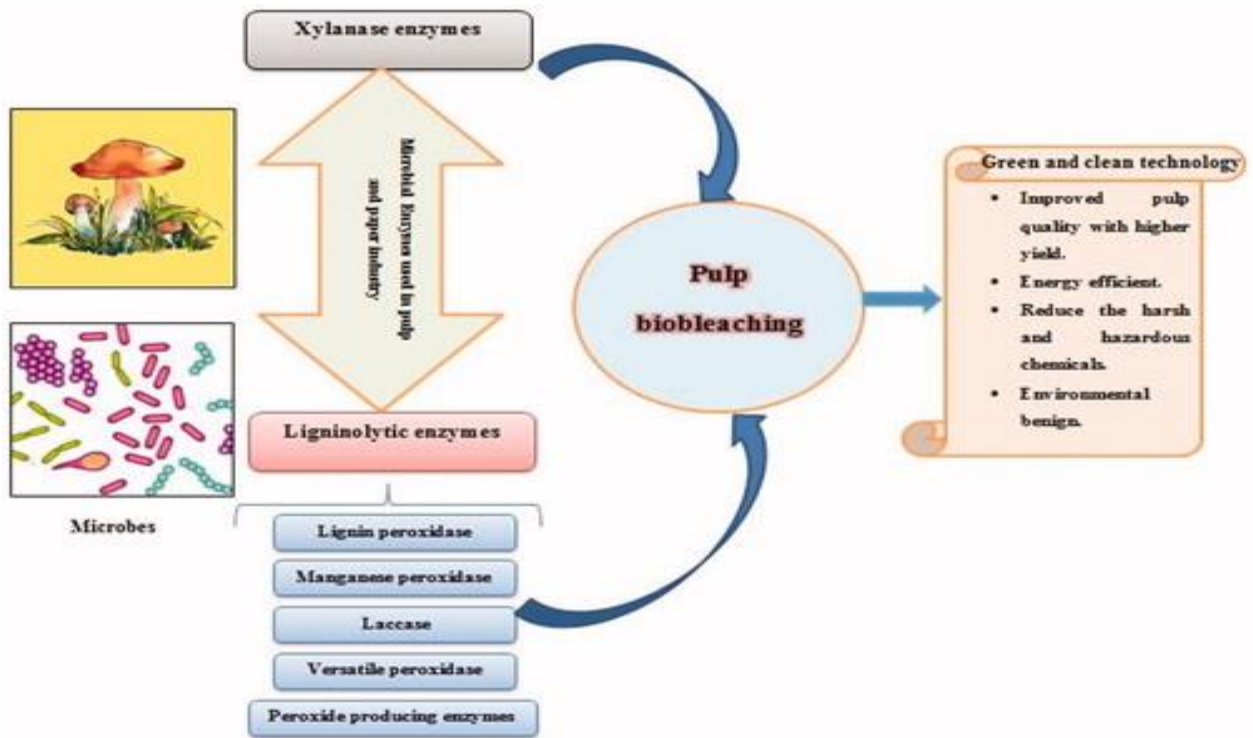 Xylanase enzymes
Microbial Enzymes used in pulp
and paper industry
Ligninolytic enzymes
Microbes
Lignin peroxidase
Manganese peroxidase
Laccase
Versatile peroxidase
Peroxide producing enzymes
Pulp
biobleaching
Green and clean technology
• Improved pulp
quality with higher
yield.
• Energy efficient.
• Reduce the harsh
and hazardous
chemicals.
• Environmental
benign.